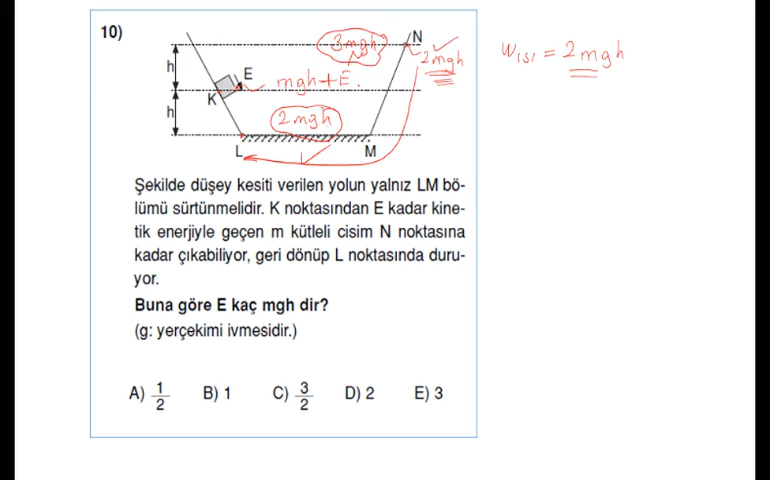 10)
N
3mgh
2mgh
W ISI = 2mgh
h
E
mgh+E.
K
h
2mgh
L
M
Şekilde düşey kesiti verilen yolun yalnız LM bö-
lümü sürtünmelidir. K noktasından E kadar kine-
tik enerjiyle geçen m kütleli cisim N noktasına
kadar çıkabiliyor, geri dönüp L noktasında duru-
yor.
Buna göre E kaç mgh dir?
(g: yerçekimi ivmesidir.)
A) 1/2 B) 1 C) 3/2 D) 2 E) 3